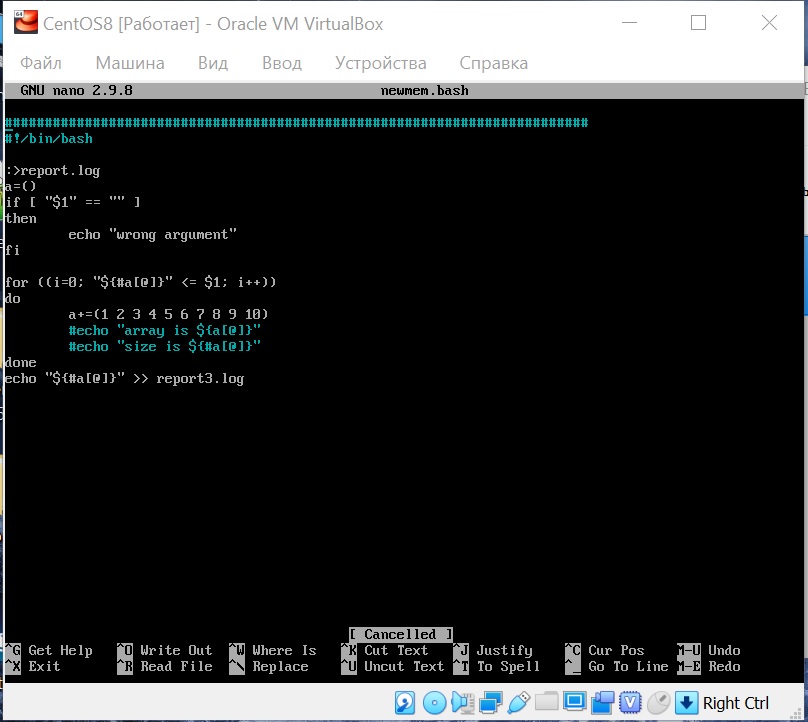 CentOS8 [Работает] - Oracle VM VirtualBox
Файл Машина Вид Ввод Устройства Справка
GNU nano 2.9.8 newmem.bash
#########################################################################
#!/bin/bash
:>report.log
a=()
if [ "$1" == "" ]
then
echo "wrong argument"
fi
for ((i=0; "${#a[@]}" <= $1; i++))
do
a+=(1 2 3 4 5 6 7 8 9 10)
#echo "array is ${a[@]}"
#echo "size is ${#a[@]}"
done
echo "${#a[@]}" >> report3.log
[ Cancelled ]
^G Get Help ^O Write Out ^W Where Is ^K Cut Text ^J Justify ^C Cur Pos M-U Undo
^X Exit ^R Read File ^\ Replace ^U Uncut Text ^T To Spell ^_ Go To Line M-E Redo
Right Ctrl